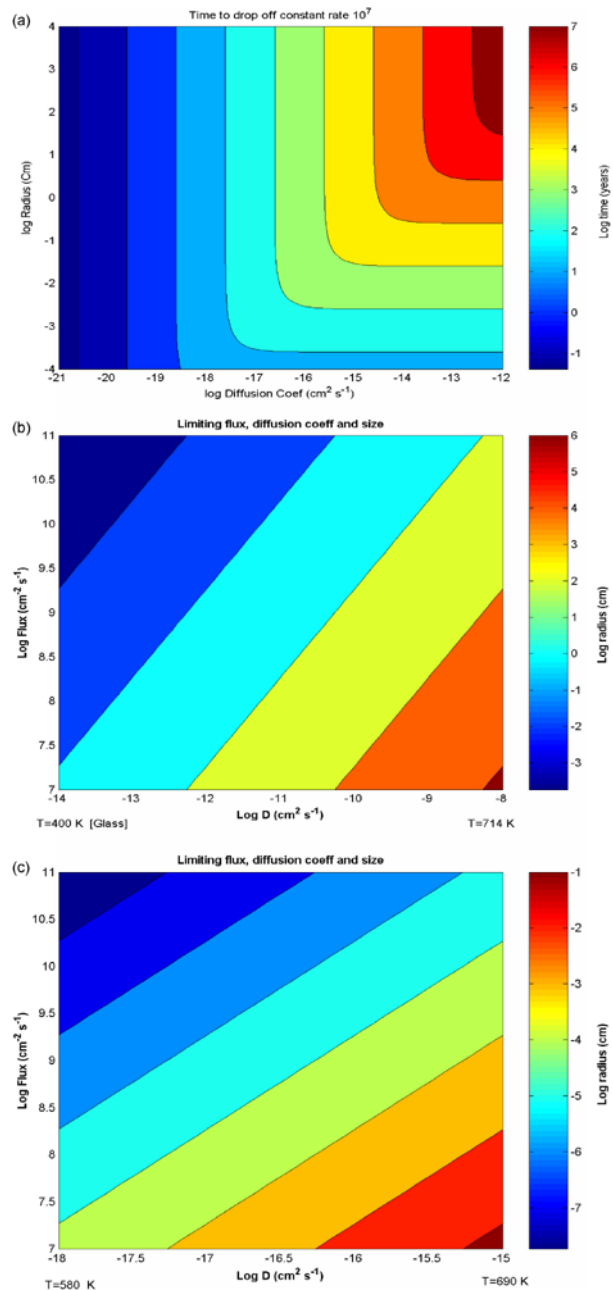 (a)
Time to drop off constant rate 10⁷
4
3
2
1
0
-1
-2
-3
-4
log Radius (Cm)
-21 -20 -19 -18 -17 -16 -15 -14 -13 -12
log Diffusion Coef (cm² s⁻¹)
7
6
5
4
3
2
1
0
-1
Log time (years)
(b)
Limiting flux, diffusion coeff and size
11
10.5
10
9.5
9
8.5
8
7.5
7
Log Flux (cm⁻² s⁻¹)
-14 -13 -12 -11 -10 -9 -8
Log D (cm² s⁻¹)
T=400 K [Glass]
T=714 K
6
5
4
3
2
1
0
-1
-2
-3
Log radius (cm)
(c)
Limiting flux, diffusion coeff and size
11
10.5
10
9.5
9
8.5
8
7.5
7
Log Flux (cm⁻² s⁻¹)
-18 -17.5 -17 -16.5 -16 -15.5 -15
Log D (cm² s⁻¹)
T=580 K
T=690 K
-1
-2
-3
-4
-5
-6
-7
Log radius (cm)